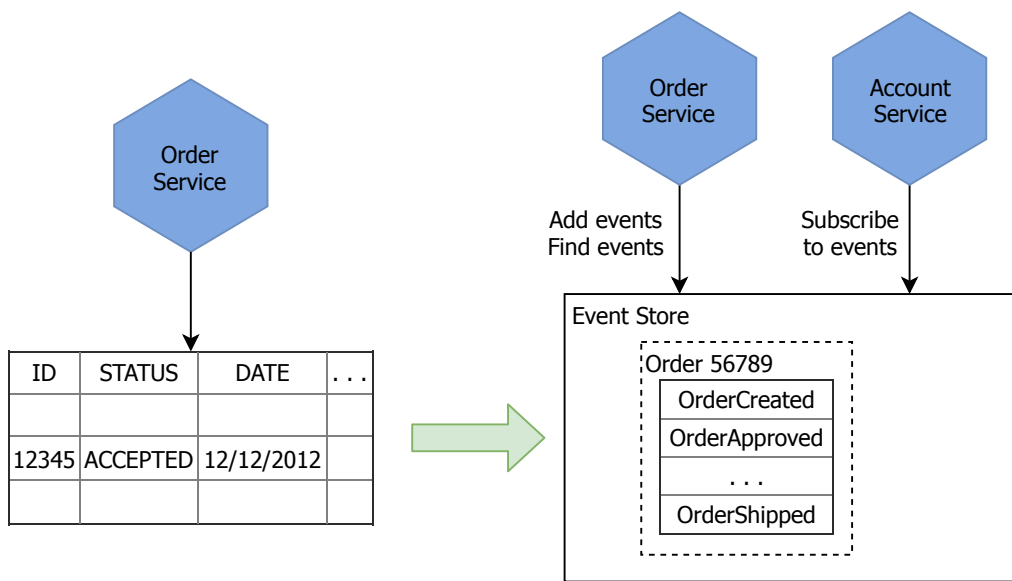 Order
Service
ID STATUS DATE . . .
12345 ACCEPTED 12/12/2012
Order
Service
Account
Service
Add events
Find events
Subscribe
to events
Event Store
Order 56789
OrderCreated
OrderApproved
. . .
OrderShipped